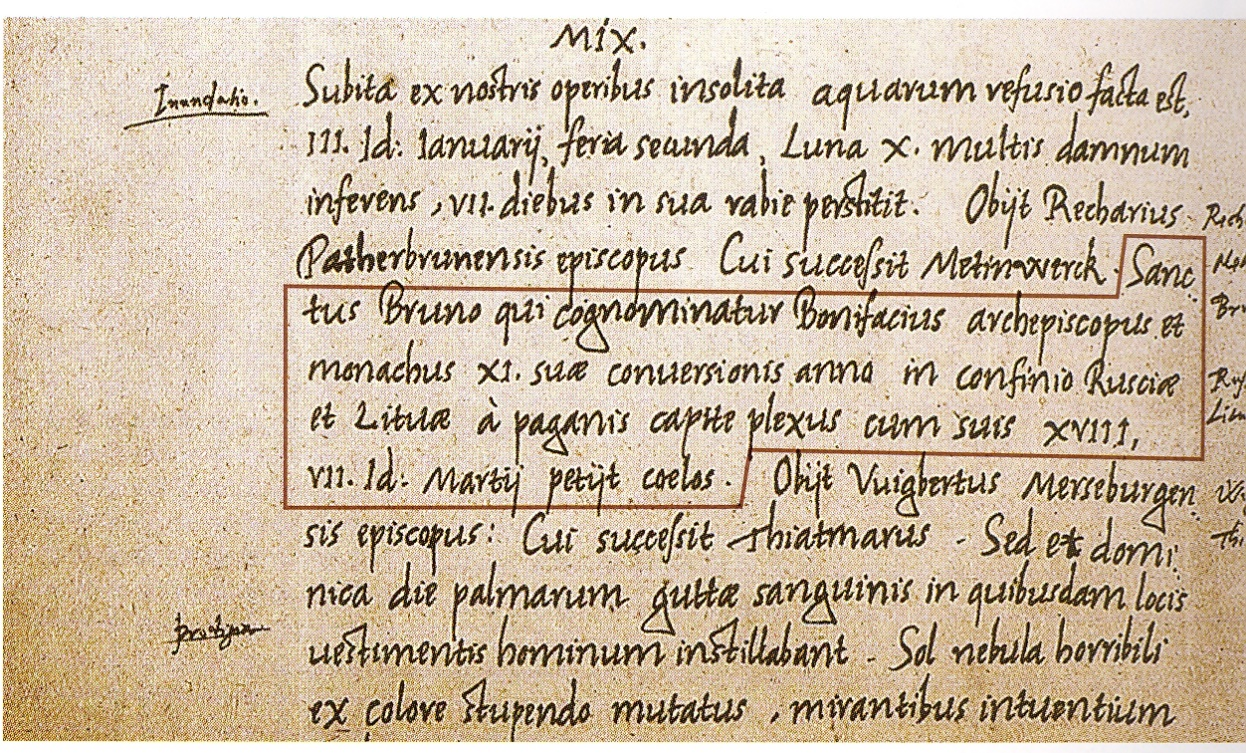 MIX.
Inundatio.
Subita ex nostris operibus insolita aquarum refusio facta est,
III. Id: Ianuarij, feria secunda, Luna X. multis damnum
inferens, VII. diebus in sua rabie perstitit. Obijt Recharius
Patherbrunensis episcopus. Cui successit Metinwerck. Sanc
tus Bruno qui cognominatur Bonifacius archepiscopus et
monachus XI. suæ conversionis anno in confinio Rusciæ
et Lituæ à paganis capite plexus cum suis XVIII,
VII. Id: Martij petijt coelos. Obijt Vuigbertus Merseburgen
sis episcopus: Cui successit Thiatmarus. Sed et domi
nica die palmarum guttæ sanguinis in quibusdam locis
uestimentis hominum instillabant. Sol nebula horribili
ex colore stupendo mutatus, mirantibus intuentium